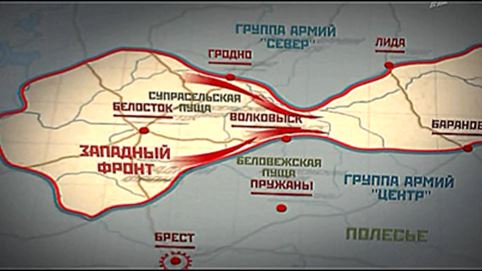 ГРУППА АРМИЙ
"СЕВЕР"
ЛИДА
ГРОДНО
СУПРАСЕЛЬСКАЯ
ПУЩА
БЕЛОСТОК
ВОЛКОВЫСК
БАРАНОВ
ЗАПАДНЫЙ
ФРОНТ
БЕЛОВЕЖСКАЯ
ПУЩА
ПРУЖАНЫ
ГРУППА АРМИЙ
"ЦЕНТР"
БРЕСТ
ПОЛЕСЬЕ